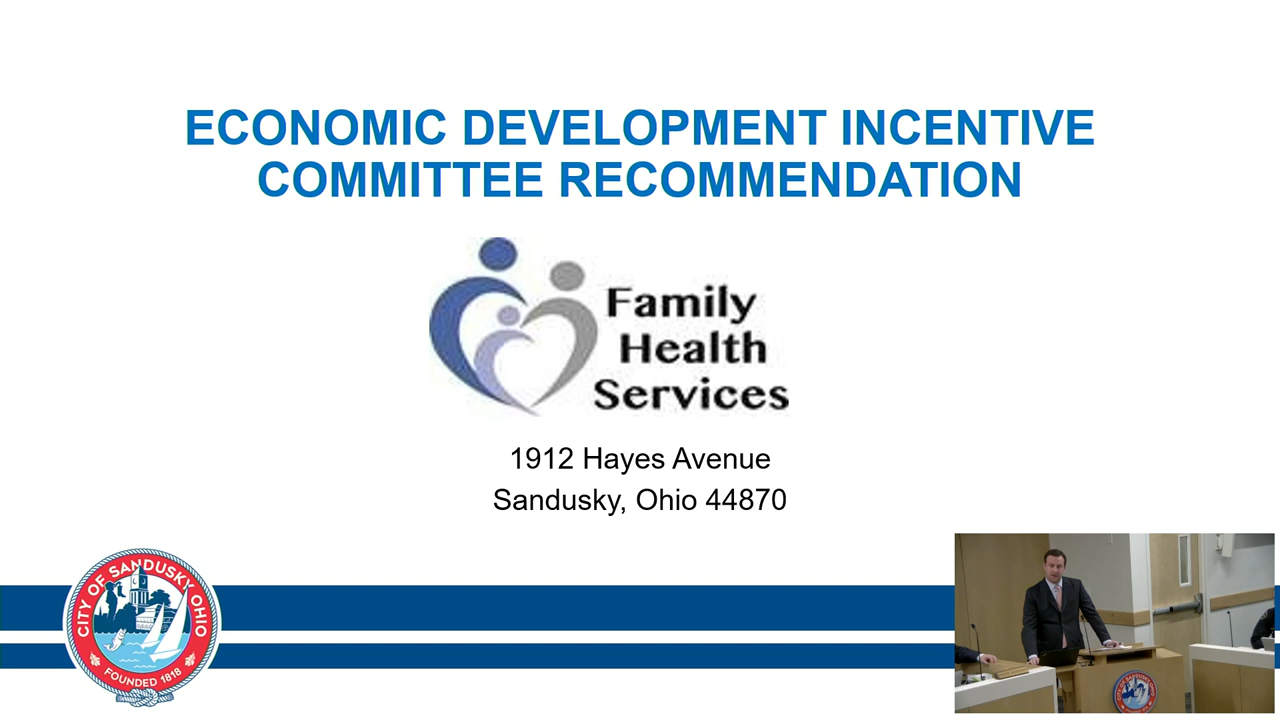 ECONOMIC DEVELOPMENT INCENTIVE
COMMITTEE RECOMMENDATION
Family
Health
Services
1912 Hayes Avenue
Sandusky, Ohio 44870
CITY OF SANDUSKY, OHIO
FOUNDED 1818